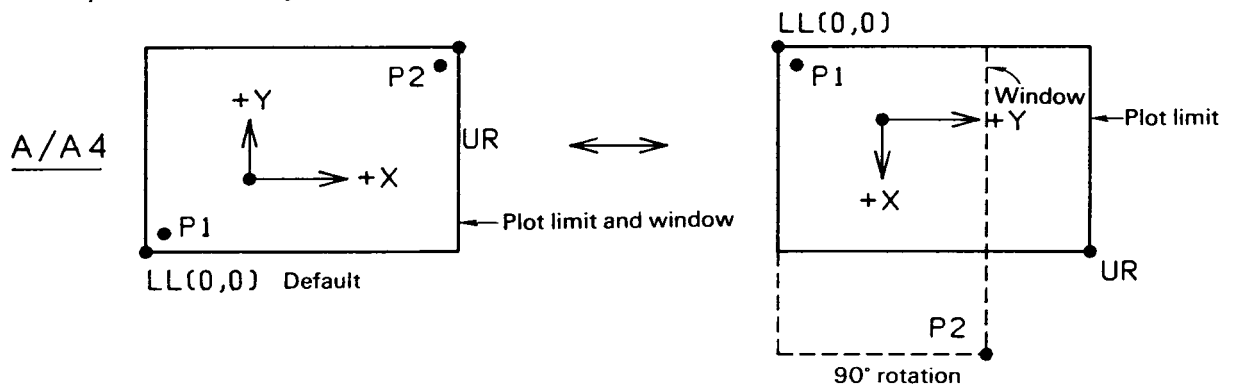 A/A4
P2
+Y
UR
+X
P1
Plot limit and window
LL(0,0) Default
LL(0,0)
P1
Window
+Y
Plot limit
+X
UR
P2
90° rotation